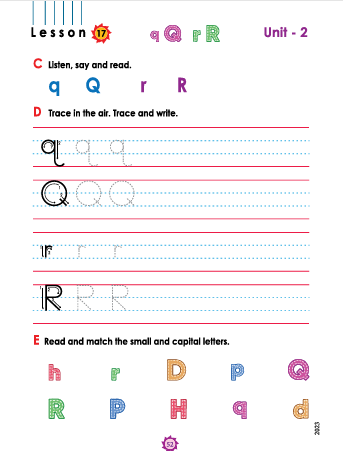 Lesson 17 q Q r R Unit - 2
C Listen, say and read.
q Q r R
D Trace in the air. Trace and write.
q q q
Q Q Q
r r r
R R R
E Read and match the small and capital letters.
h r D p Q
R P H q d
52
2023